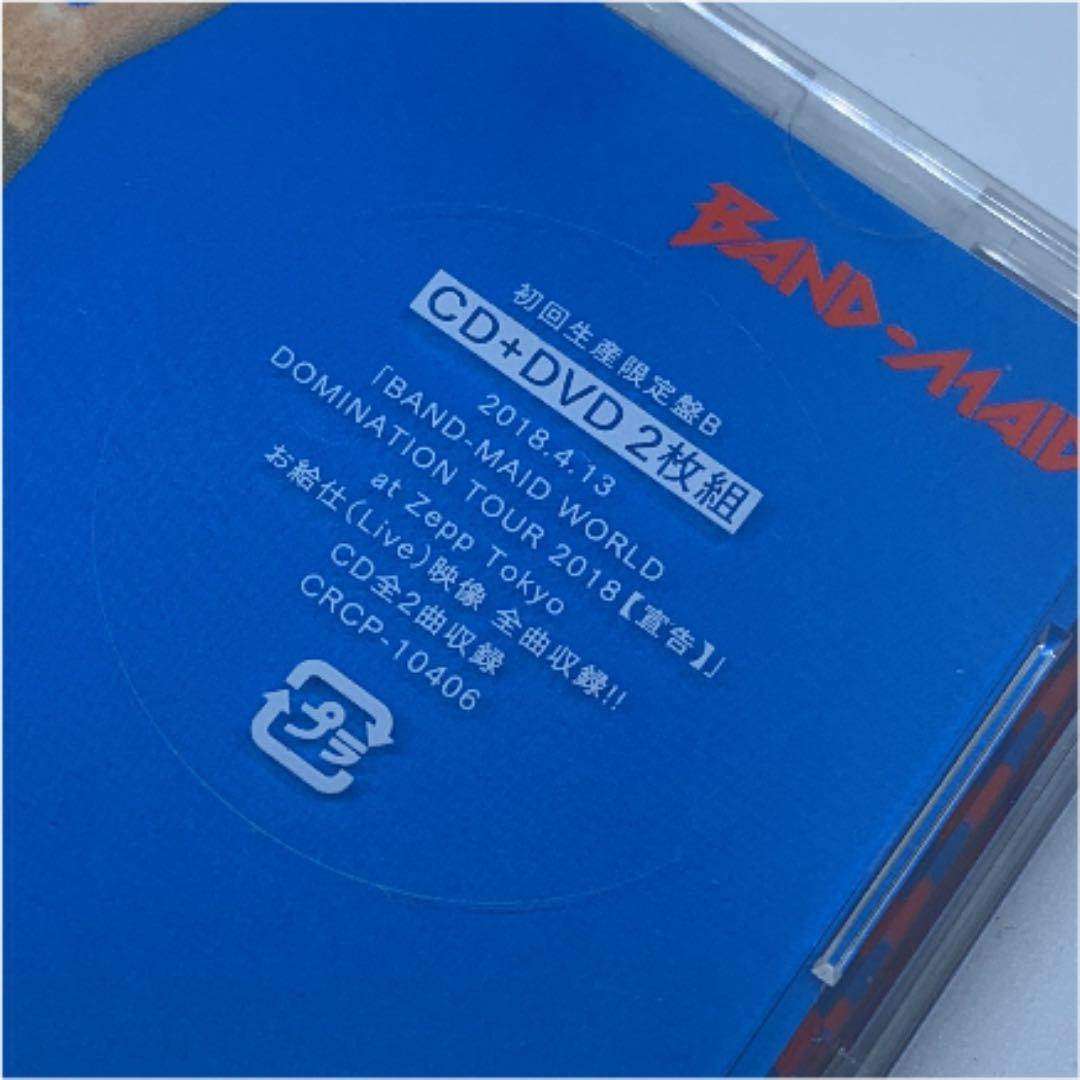 BAND-MAID
初回生産限定盤B
CD+DVD 2枚組
2018.4.13
「BAND-MAID WORLD
DOMINATION TOUR 2018【宣告】」
at Zepp Tokyo
お給仕(Live)映像 全曲収録!!
CD全2曲収録
CRCP-10406
プラ